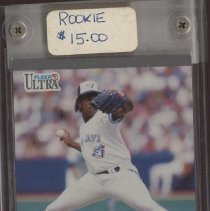 ROOKIE
$15.00
FLEER
ULTRA